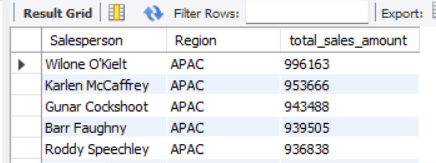 Result Grid Filter Rows: Export:
Salesperson Region total_sales_amount
Wilone O'Kielt APAC 996163
Karlen McCaffrey APAC 953666
Gunar Cockshoot APAC 943488
Barr Faughny APAC 939505
Roddy Speechley APAC 936838